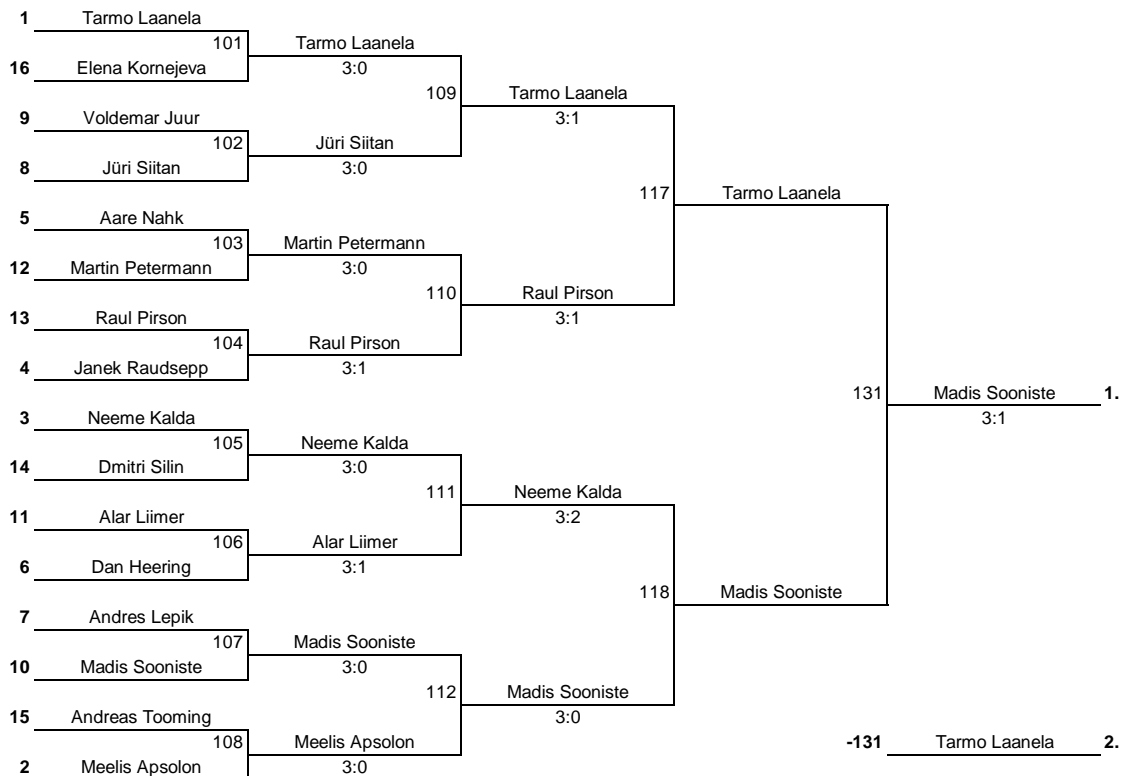 1 Tarmo Laanela
101 Tarmo Laanela
16 Elena Kornejeva 3:0
109 Tarmo Laanela
9 Voldemar Juur 3:1
102 Jüri Siitan
8 Jüri Siitan 3:0
117 Tarmo Laanela
5 Aare Nahk
103 Martin Petermann
12 Martin Petermann 3:0
110 Raul Pirson
13 Raul Pirson 3:1
104 Raul Pirson
4 Janek Raudsepp 3:1
131 Madis Sooniste 1.
3 Neeme Kalda 3:1
105 Neeme Kalda
14 Dmitri Silin 3:0
111 Neeme Kalda
11 Alar Liimer 3:2
106 Alar Liimer
6 Dan Heering 3:1
118 Madis Sooniste
7 Andres Lepik
107 Madis Sooniste
10 Madis Sooniste 3:0
112 Madis Sooniste
15 Andreas Tooming 3:0
108 Meelis Apsolon -131 Tarmo Laanela 2.
2 Meelis Apsolon 3:0